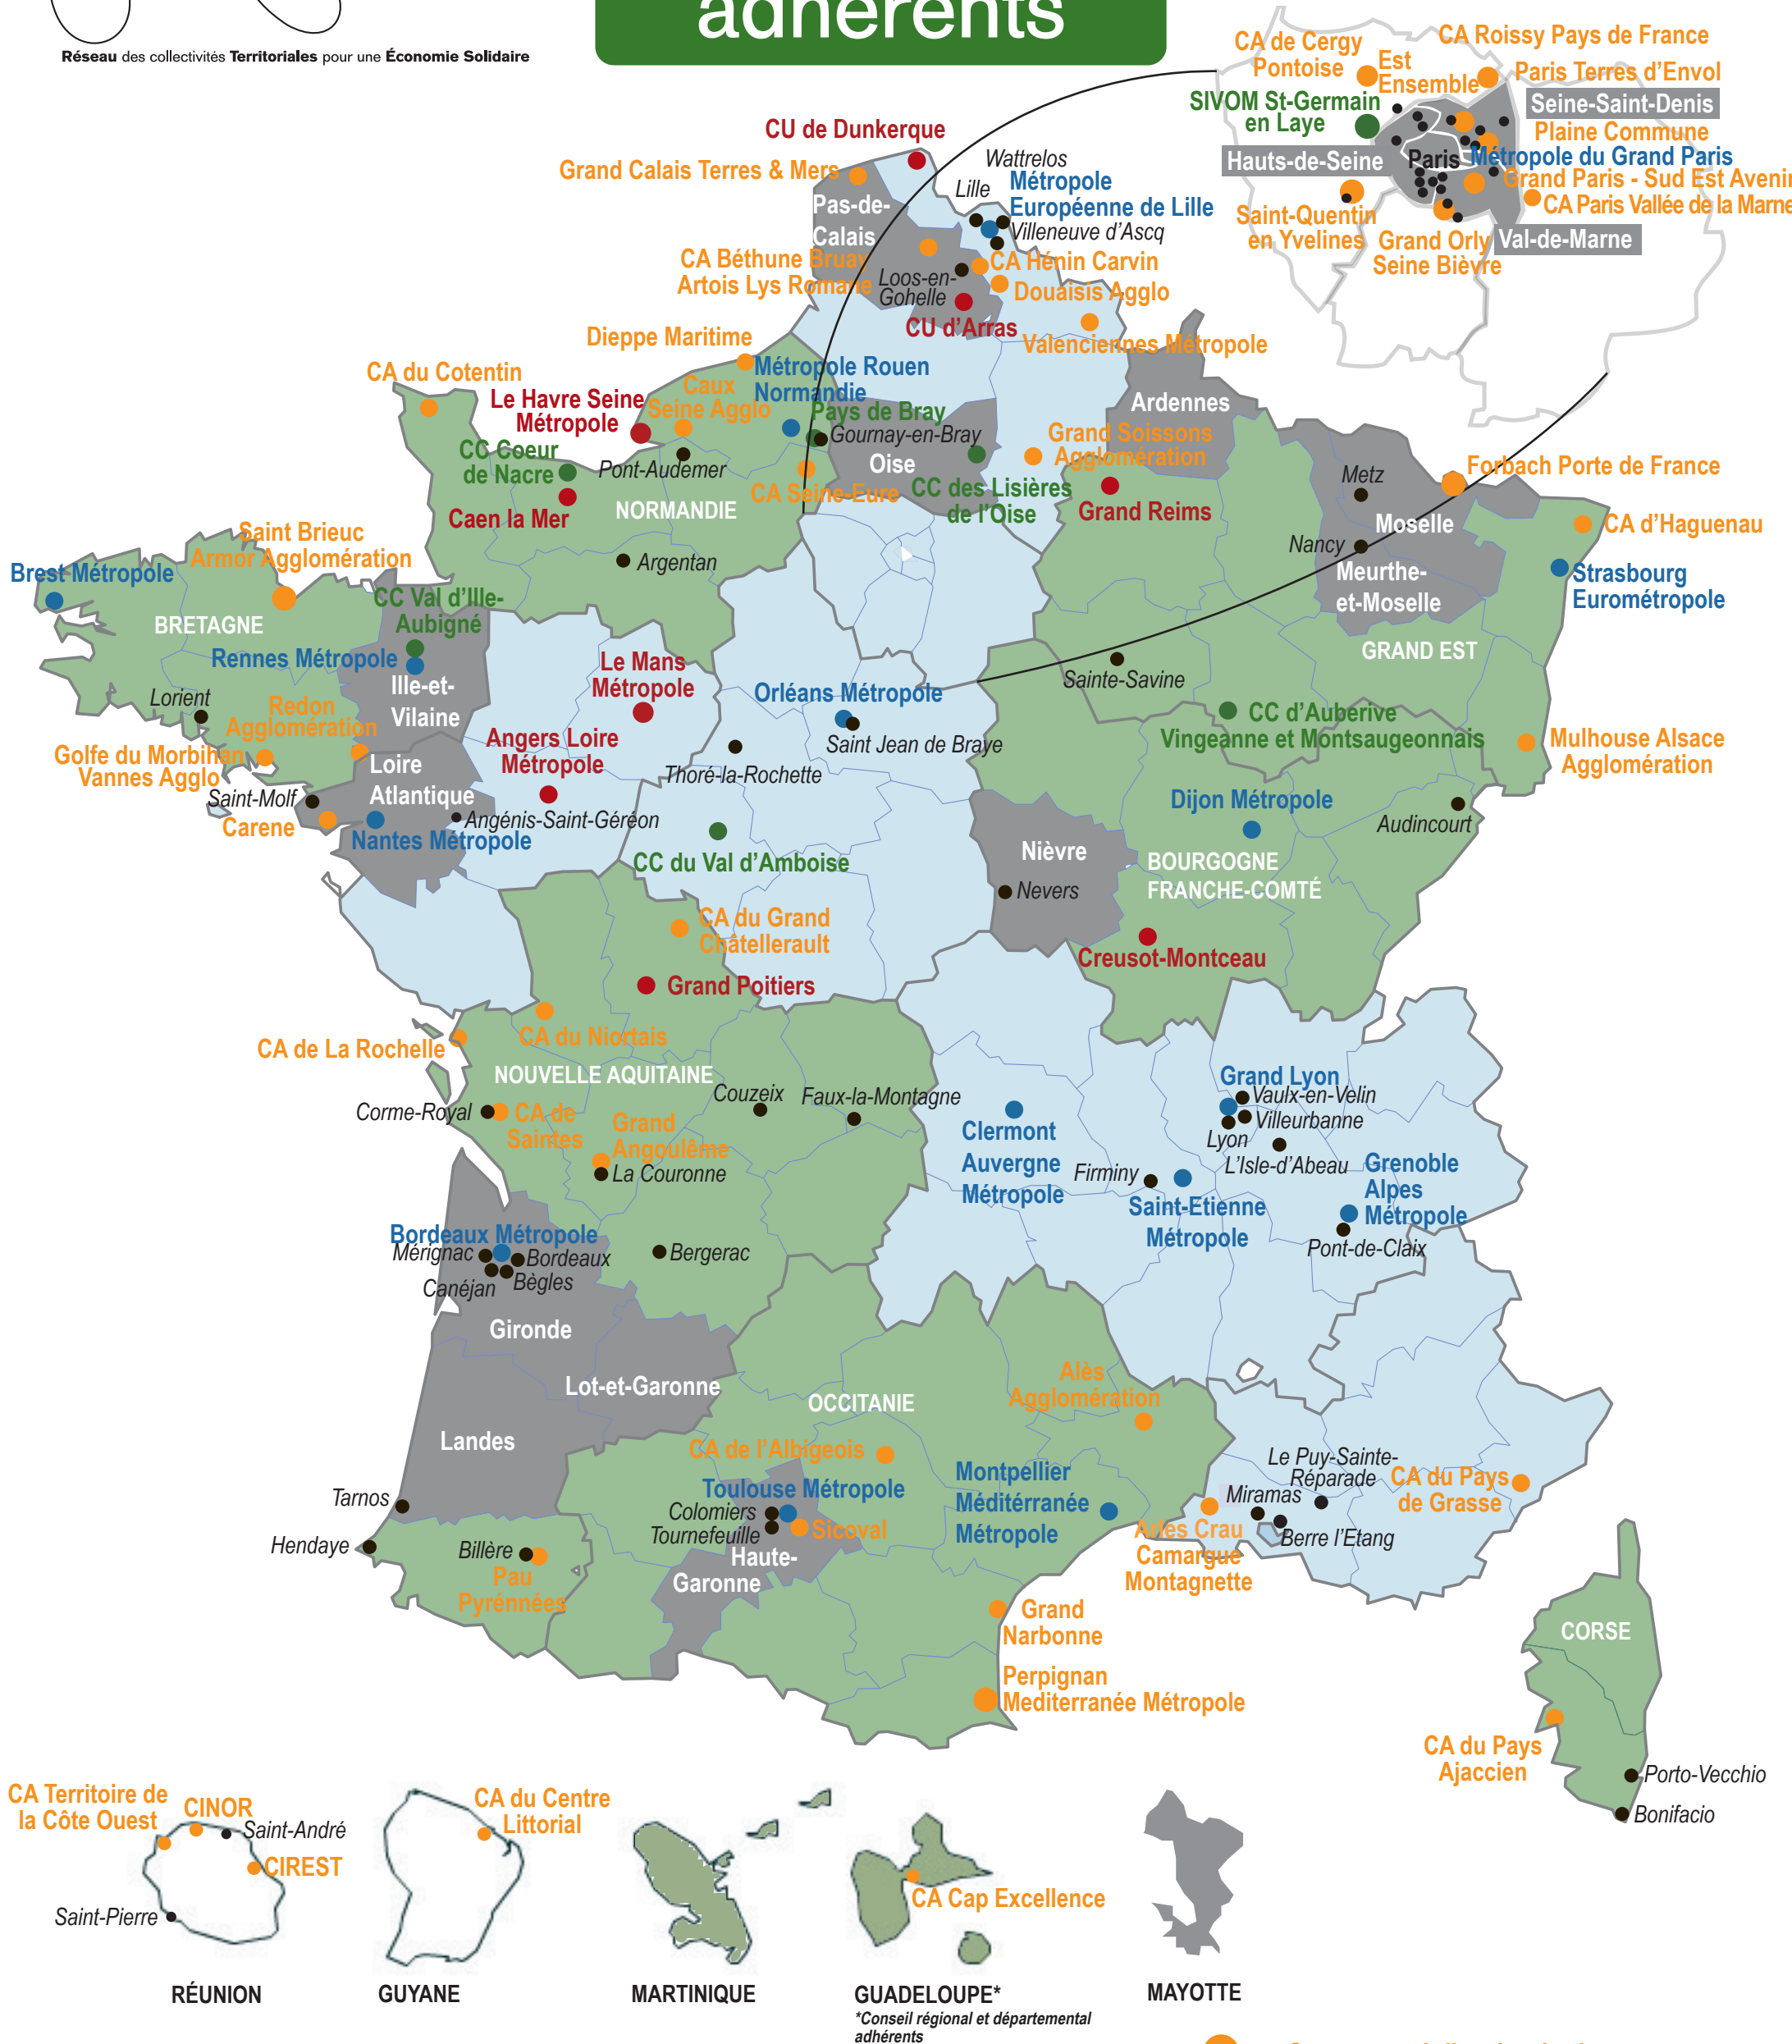 adhérents
Réseau des collectivités Territoriales pour une Économie Solidaire
CA de Cergy
Pontoise
Est
Ensemble
CA Roissy Pays de France
Paris Terres d'Envol
SIVOM St-Germain
en Laye
Seine-Saint-Denis
Plaine Commune
Hauts-de-Seine
Paris
Métropole du Grand Paris
Grand Paris - Sud Est Avenir
CA Paris Vallée de la Marne
Saint-Quentin
en Yvelines
Grand Orly
Seine Bièvre
Val-de-Marne
CU de Dunkerque
Grand Calais Terres & Mers
Wattrelos
Lille
Métropole
Européenne de Lille
Villeneuve d'Ascq
Pas-de-
Calais
CA Béthune Bruay
Artois Lys Romane
Loos-en-
Gohelle
CA Hénin Carvin
Douaisis Agglo
CU d'Arras
Valenciennes Métropole
Dieppe Maritime
CA du Cotentin
Métropole Rouen
Normandie
Caux
Seine Agglo
Le Havre Seine
Métropole
Pays de Bray
Gournay-en-Bray
Oise
Ardennes
Grand Soissons
Agglomération
CC Coeur
de Nacre
Pont-Audemer
CA Seine-Eure
CC des Lisières
de l'Oise
Grand Reims
Caen la Mer
NORMANDIE
Argentan
Metz
Forbach Porte de France
Moselle
CA d'Haguenau
Nancy
Meurthe-
et-Moselle
Strasbourg
Eurométropole
GRAND EST
Saint Brieuc
Armor Agglomération
Brest Métropole
BRETAGNE
CC Val d'Ille-
Aubigné
Rennes Métropole
Ille-et-
Vilaine
Lorient
Redon
Agglomération
Golfe du Morbihan
Vannes Agglo
Loire
Atlantique
Saint-Molf
Carene
Nantes Métropole
Angénis-Saint-Géréon
Le Mans
Métropole
Angers Loire
Métropole
Orléans Métropole
Saint Jean de Braye
Thoré-la-Rochette
CC du Val d'Amboise
Sainte-Savine
CC d'Auberive
Vingeanne et Montsaugeonnais
Mulhouse Alsace
Agglomération
Dijon Métropole
Audincourt
Nièvre
Nevers
BOURGOGNE
FRANCHE-COMTÉ
Creusot-Montceau
CA du Grand
Châtellerault
Grand Poitiers
CA du Niortais
CA de La Rochelle
NOUVELLE AQUITAINE
Corme-Royal
CA de
Saintes
Grand
Angoulême
La Couronne
Couzeix
Faux-la-Montagne
Clermont
Auvergne
Métropole
Grand Lyon
Vaulx-en-Velin
Villeurbanne
Lyon
L'Isle-d'Abeau
Firminy
Saint-Etienne
Métropole
Grenoble
Alpes
Métropole
Pont-de-Claix
Bordeaux Métropole
Mérignac
Bordeaux
Canéjan
Bègles
Bergerac
Gironde
Lot-et-Garonne
Landes
Tarnos
Hendaye
Billère
Pau
Pyrénnées
OCCITANIE
Alès
Agglomération
CA de l'Albigeois
Toulouse Métropole
Colomiers
Tournefeuille
Sicoval
Haute-
Garonne
Montpellier
Méditérranée
Métropole
Le Puy-Sainte-
Réparade
Miramas
Berre l'Etang
CA du Pays
de Grasse
Arles Crau
Camargue
Montagnette
Grand
Narbonne
Perpignan
Mediterranée Métropole
CORSE
CA du Pays
Ajaccien
Porto-Vecchio
Bonifacio
CA Territoire de
la Côte Ouest
CINOR
Saint-André
CIREST
Saint-Pierre
CA du Centre
Littorial
CA Cap Excellence
RÉUNION
GUYANE
MARTINIQUE
GUADELOUPE*
*Conseil régional et départemental
adhérents
MAYOTTE